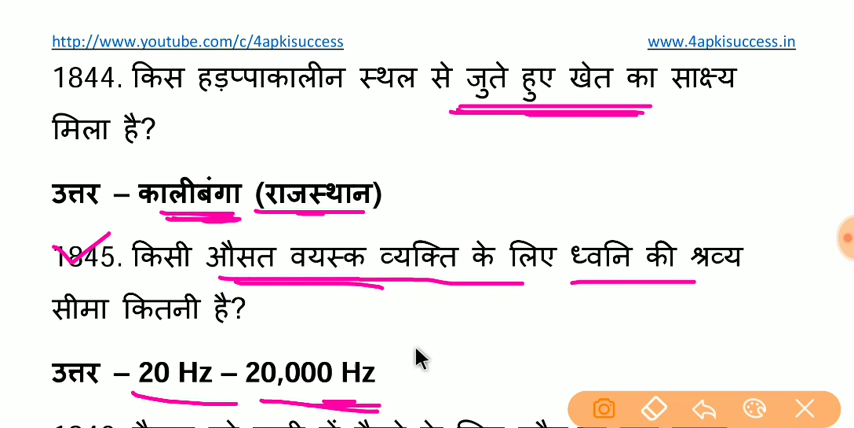 http://www.youtube.com/c/4apkisuccess www.4apkisuccess.in
1844. किस हड़प्पाकालीन स्थल से जुते हुए खेत का साक्ष्य
मिला है?
उत्तर – कालीबंगा (राजस्थान)
1845. किसी औसत वयस्क व्यक्ति के लिए ध्वनि की श्रव्य
सीमा कितनी है?
उत्तर – 20 Hz – 20,000 Hz